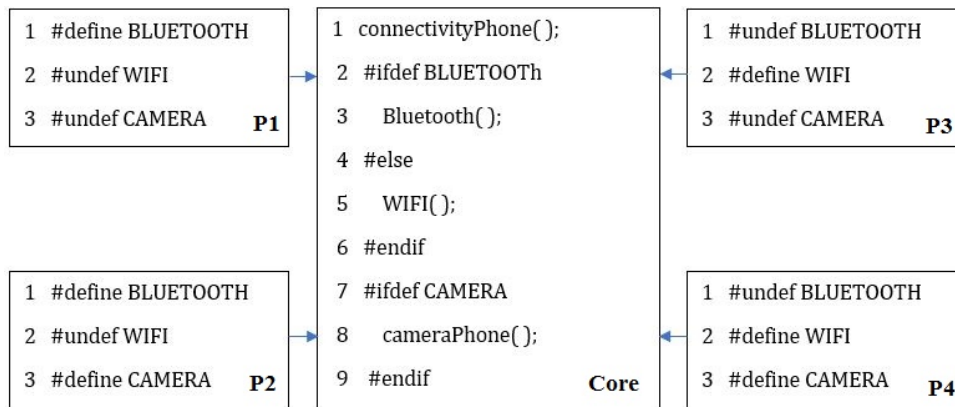 1 #define BLUETOOTH
2 #undef WIFI
3 #undef CAMERA P1
1 connectivityPhone( );
2 #ifdef BLUETOOTh
3 Bluetooth( );
4 #else
5 WIFI( );
6 #endif
7 #ifdef CAMERA
8 cameraPhone( );
9 #endif Core
1 #undef BLUETOOTH
2 #define WIFI
3 #undef CAMERA P3
1 #define BLUETOOTH
2 #undef WIFI
3 #define CAMERA P2
1 #undef BLUETOOTH
2 #define WIFI
3 #define CAMERA P4